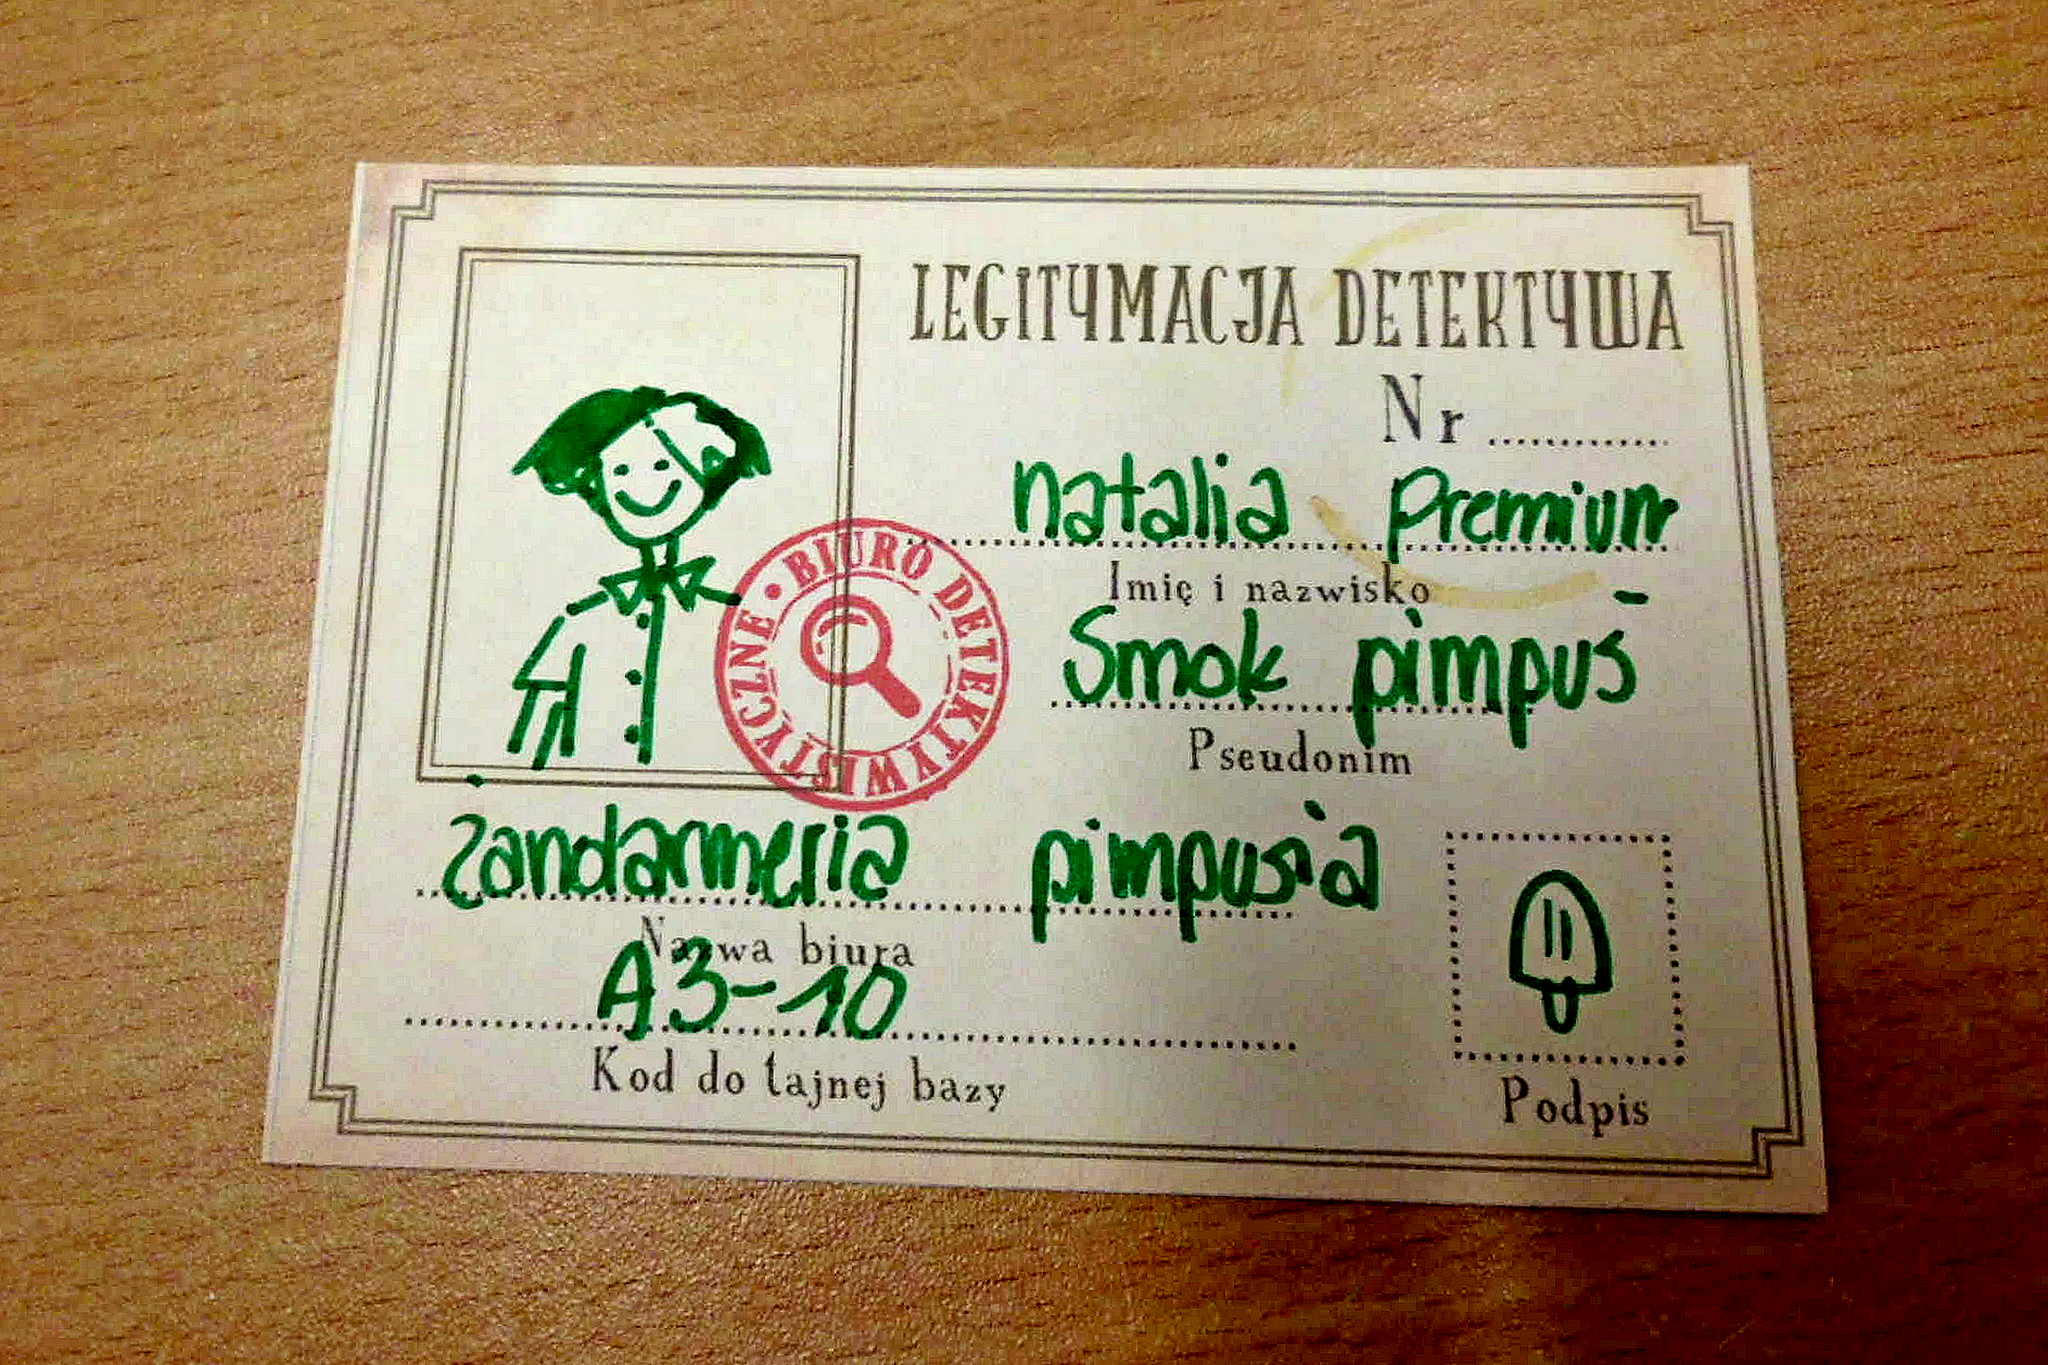 LEGITYMACJA DETEKTYWA
Nr ............
natalia premium
Imię i nazwisko
Smok pimpuś
Pseudonim
BIURO DETEKTYWISTYCZNE
żandarmeria pimpusia
Nazwa biura
A3-10
Kod do tajnej bazy
Podpis